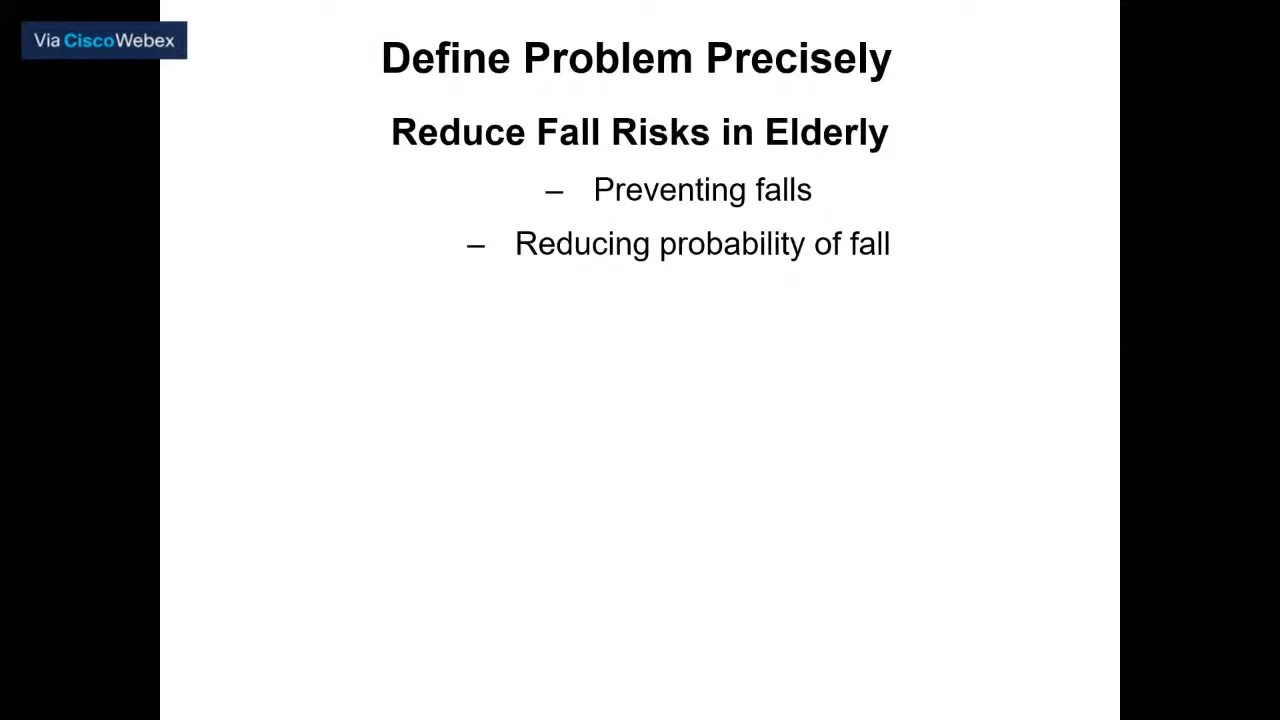 Via CiscoWebex
Define Problem Precisely
Reduce Fall Risks in Elderly
– Preventing falls
– Reducing probability of fall